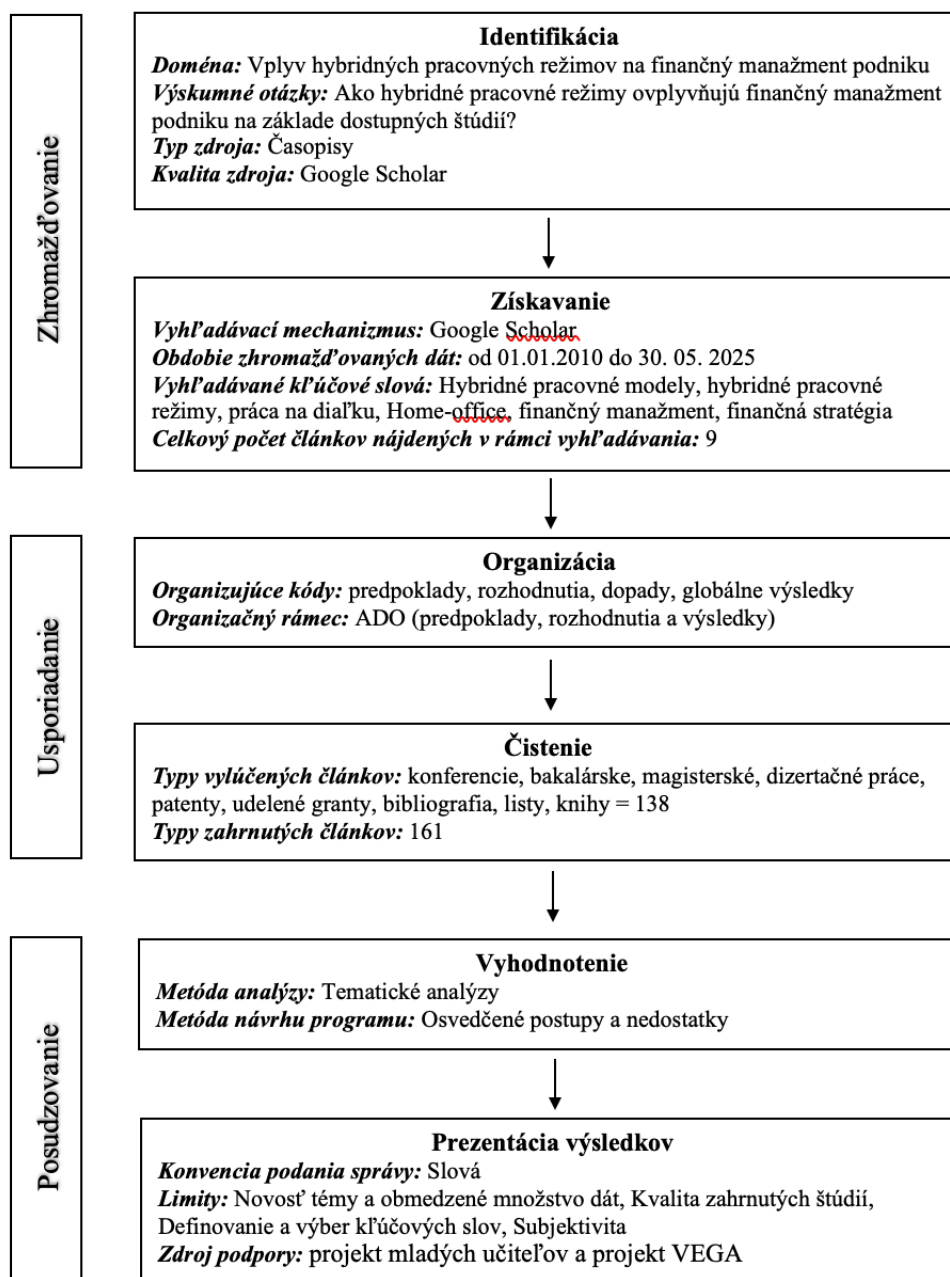 Zhromažďovanie
Identifikácia
Doména: Vplyv hybridných pracovných režimov na finančný manažment podniku
Výskumné otázky: Ako hybridné pracovné režimy ovplyvňujú finančný manažment
podniku na základe dostupných štúdií?
Typ zdroja: Časopisy
Kvalita zdroja: Google Scholar
Získavanie
Vyhľadávací mechanizmus: Google Scholar
Obdobie zhromažďovaných dát: od 01.01.2010 do 30. 05. 2025
Vyhľadávané kľúčové slová: Hybridné pracovné modely, hybridné pracovné
režimy, práca na diaľku, Home-office, finančný manažment, finančná stratégia
Celkový počet článkov nájdených v rámci vyhľadávania: 9
Usporiadanie
Organizácia
Organizujúce kódy: predpoklady, rozhodnutia, dopady, globálne výsledky
Organizačný rámec: ADO (predpoklady, rozhodnutia a výsledky)
Čistenie
Typy vylúčených článkov: konferencie, bakalárske, magisterské, dizertačné práce,
patenty, udelené granty, bibliografia, listy, knihy = 138
Typy zahrnutých článkov: 161
Posudzovanie
Vyhodnotenie
Metóda analýzy: Tematické analýzy
Metóda návrhu programu: Osvedčené postupy a nedostatky
Prezentácia výsledkov
Konvencia podania správy: Slová
Limity: Novosť témy a obmedzené množstvo dát, Kvalita zahrnutých štúdií,
Definovanie a výber kľúčových slov, Subjektivita
Zdroj podpory: projekt mladých učiteľov a projekt VEGA